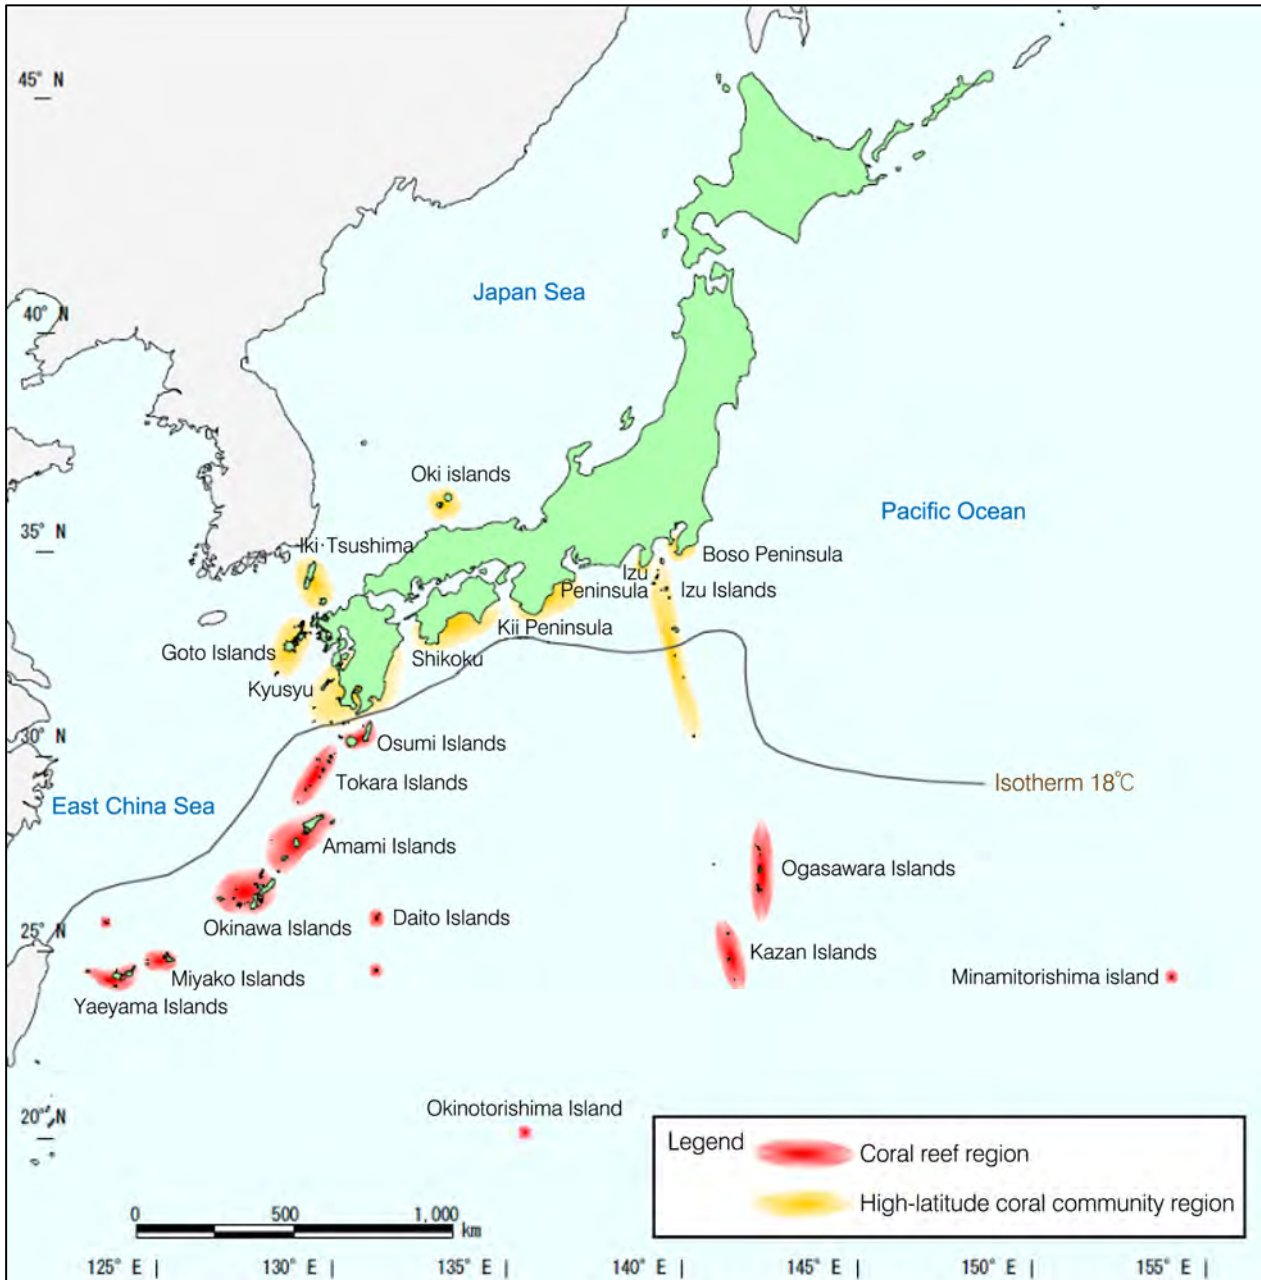 45° N
40° N
Japan Sea
Oki islands
Pacific Ocean
35° N
Iki·Tsushima
Boso Peninsula
Izu
Peninsula
Izu Islands
Kii Peninsula
Goto Islands
Shikoku
Kyusyu
30° N
Osumi Islands
Tokara Islands
Isotherm 18℃
East China Sea
Amami Islands
Ogasawara Islands
Okinawa Islands
Daito Islands
25° N
Kazan Islands
Miyako Islands
Minamitorishima island
Yaeyama Islands
20° N
Okinotorishima Island
Legend
Coral reef region
High-latitude coral community region
0 500 1,000
km
125° E 130° E 135° E 140° E 145° E 150° E 155° E